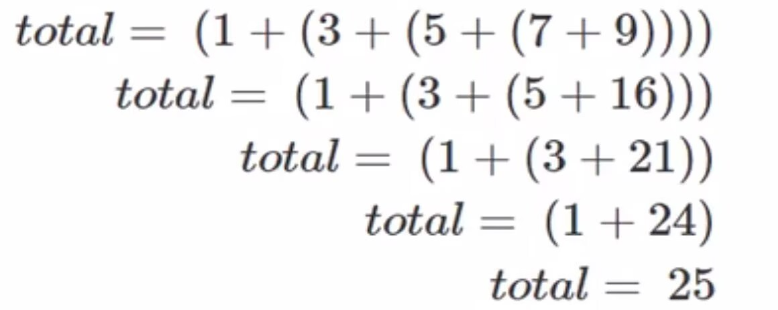 total = (1 + (3 + (5 + (7 + 9))))
total = (1 + (3 + (5 + 16)))
total = (1 + (3 + 21))
total = (1 + 24)
total = 25